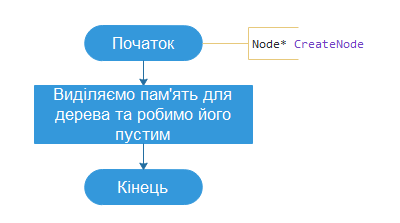 Початок
Node* CreateNode
Виділяємо пам'ять для
дерева та робимо його
пустим
Кінець